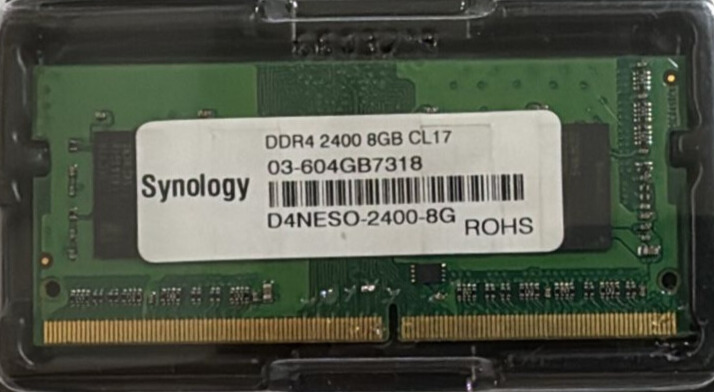 DDR4 2400 8GB CL17
03-604GB7318
Synology
D4NESO-2400-8G
ROHS